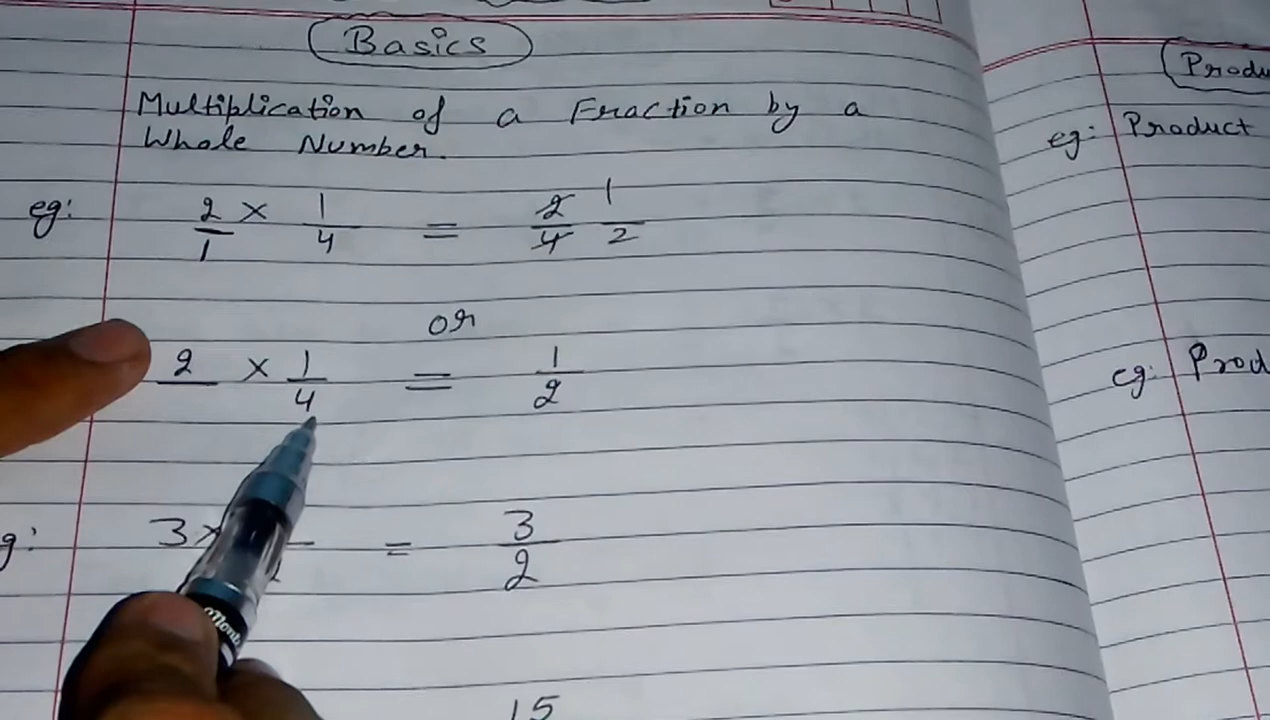 Basics
Multiplication of a Fraction by a
Whole Number.
eg: 2/1 × 1/4 = 2/4 1/2
or
2 × 1/4 = 1/2
3 × = 3/2
15
Produ
eg: Product
eg: Prod